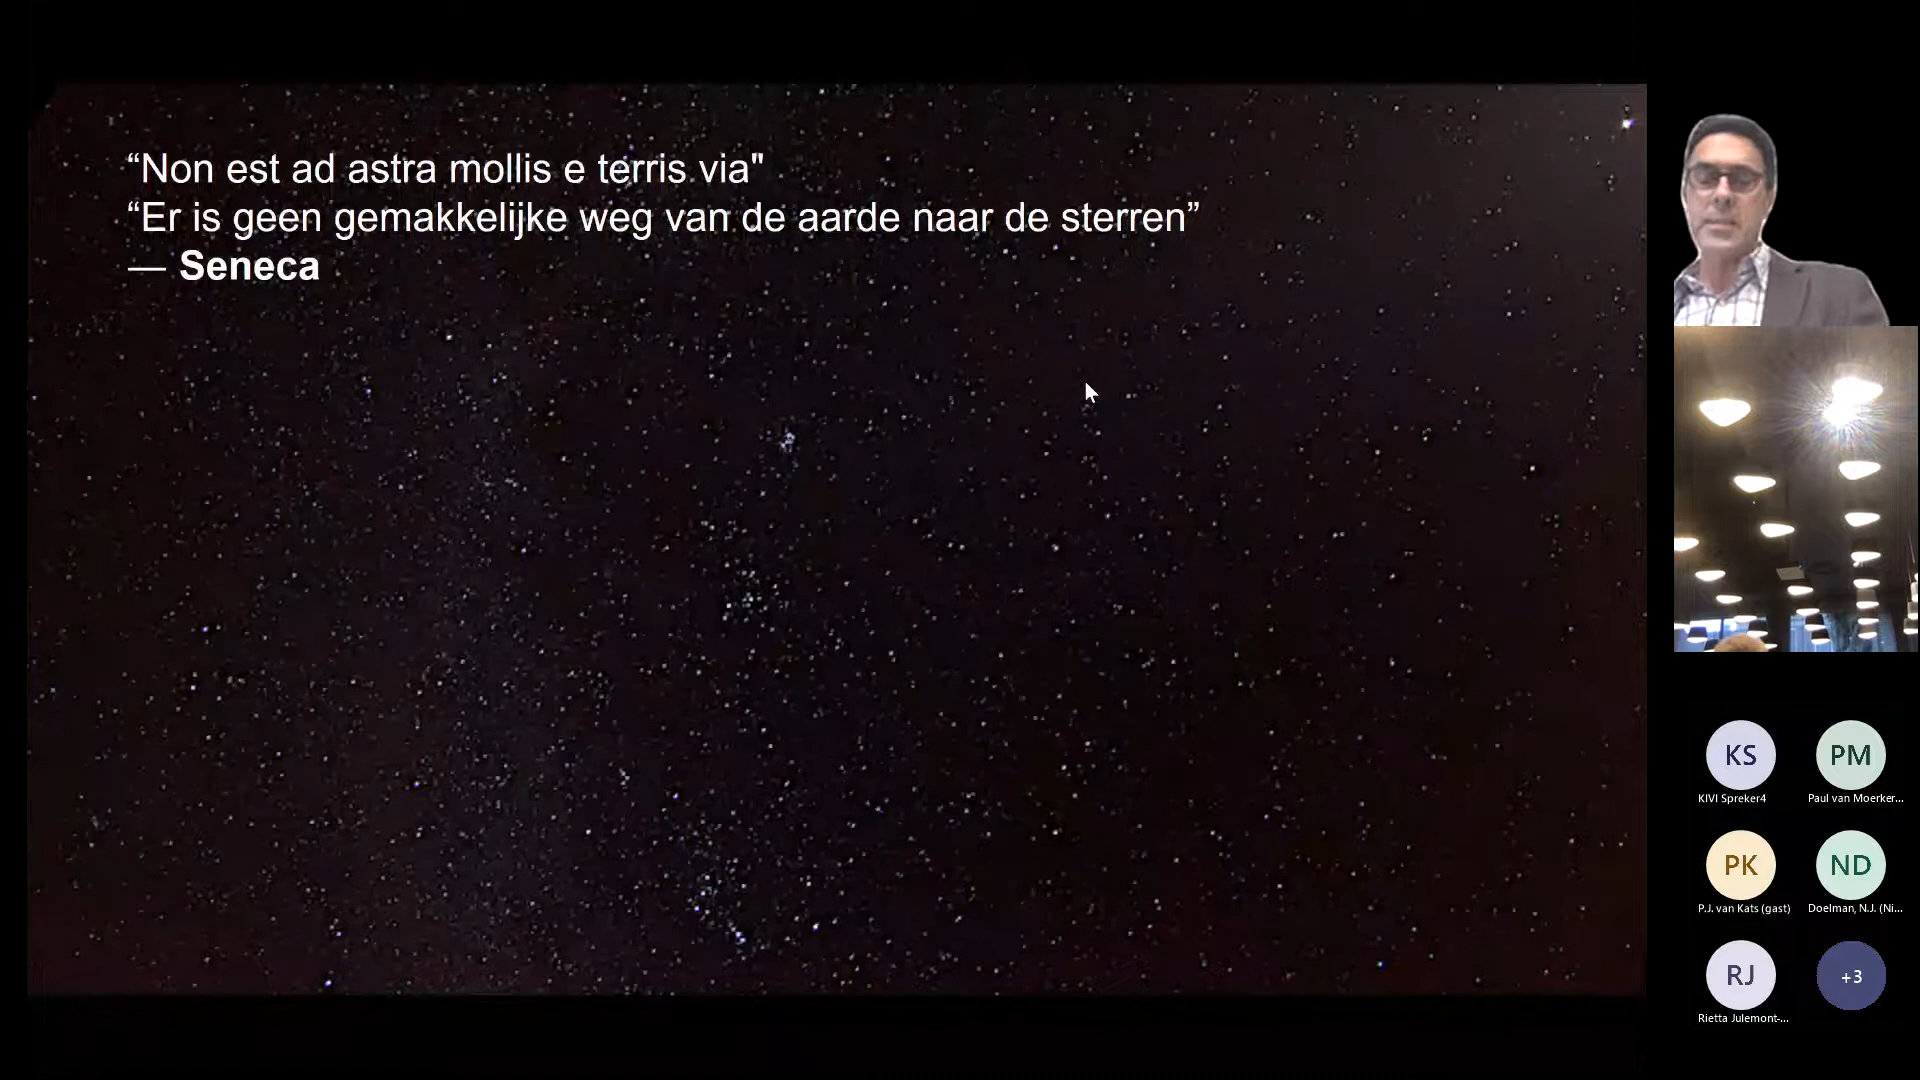 “Non est ad astra mollis e terris via"
“Er is geen gemakkelijke weg van de aarde naar de sterren”
— Seneca
KS
PM
KIVI Spreker4
Paul van Moerker...
PK
ND
P.J. van Kats (gast)
Doelman, N.J. (Ni...
RJ
+3
Rietta Julemont-...